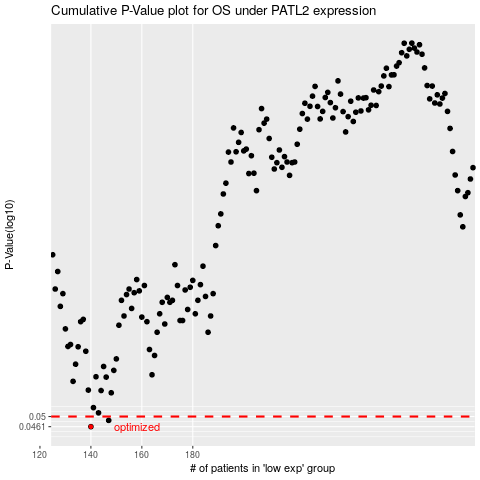 Cumulative P-Value plot for OS under PATL2 expression
P-Value(log10)
0.05
0.0461
optimized
120 140 160 180
# of patients in 'low exp' group